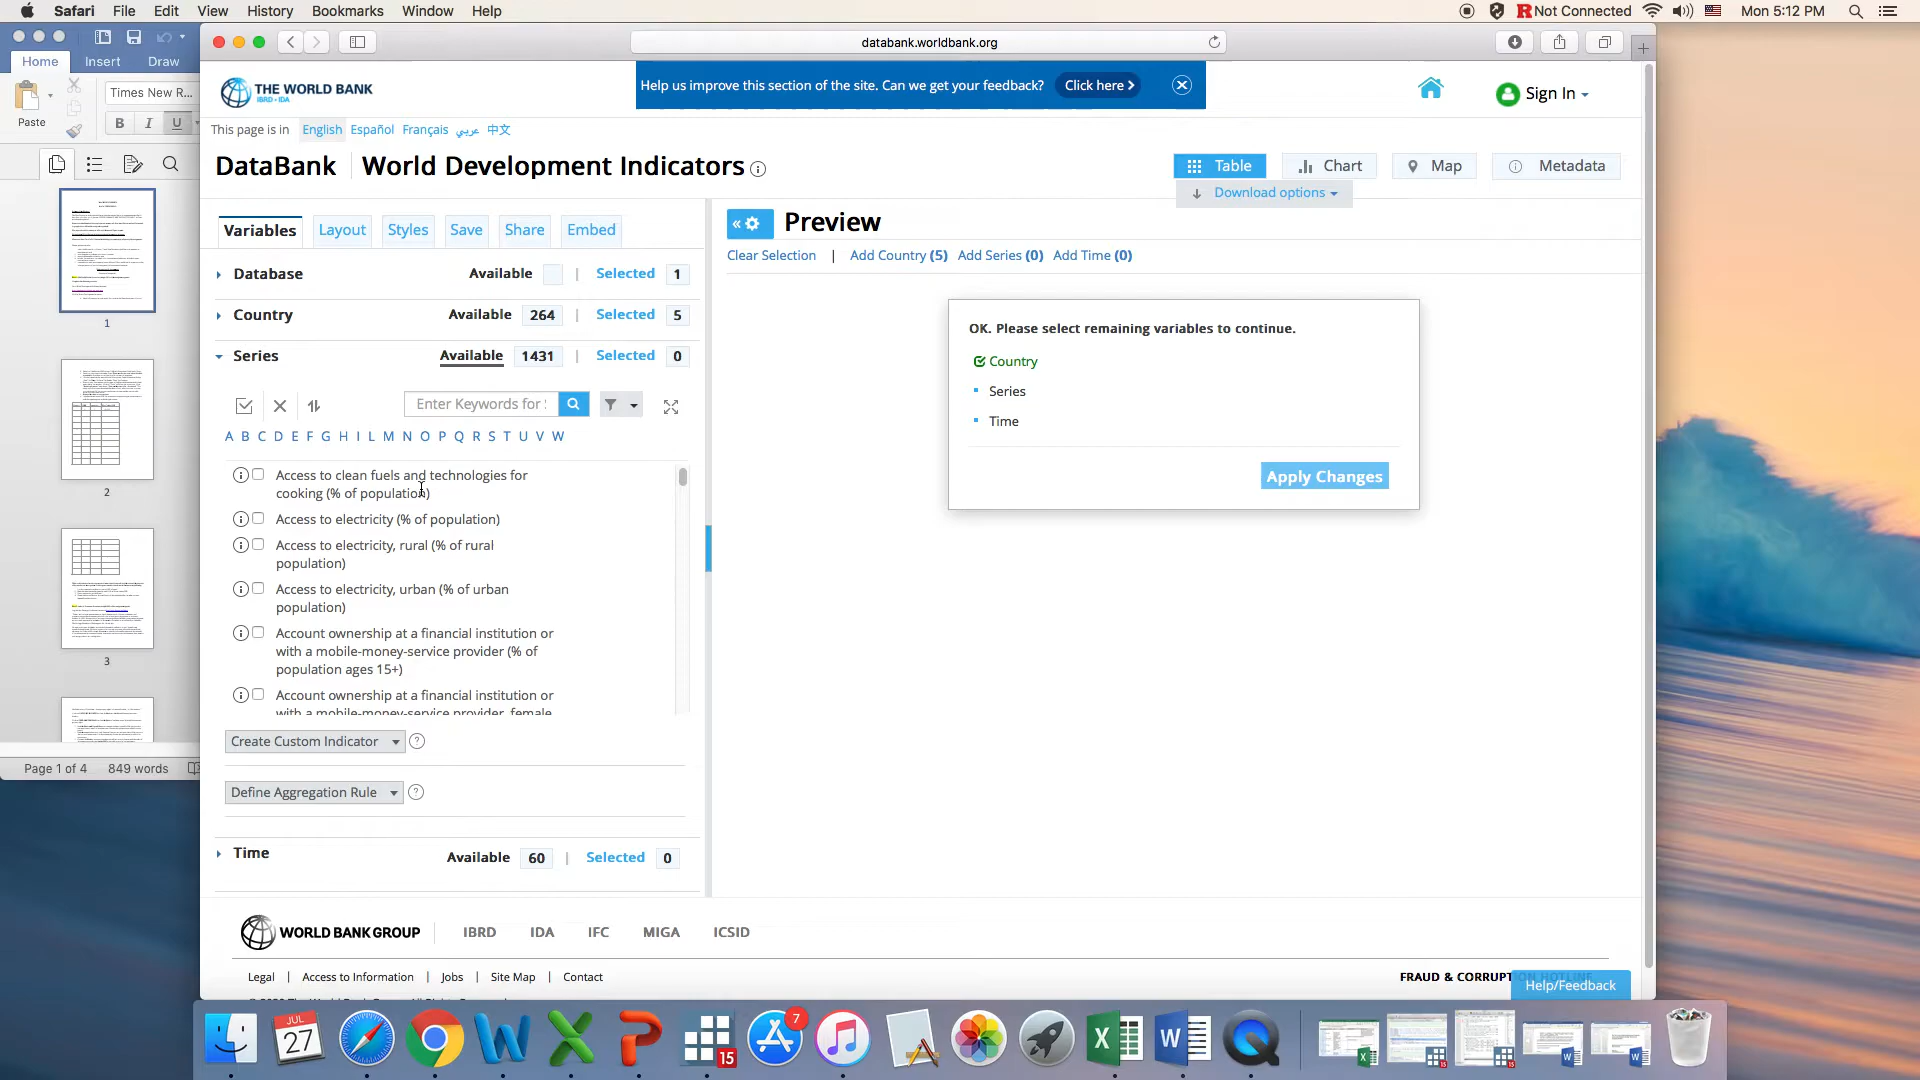 Safari File Edit View History Bookmarks Window Help
Not Connected Mon 5:12 PM
Home Insert Draw
Paste
Times New R...
B I U
1
2
3
Page 1 of 4 849 words
databank.worldbank.org
THE WORLD BANK
IBRD • IDA
Help us improve this section of the site. Can we get your feedback? Click here
Sign In
This page is in English Español Français عربي 中文
DataBank World Development Indicators
Table Chart Map Metadata
Download options
Variables Layout Styles Save Share Embed
Preview
Clear Selection | Add Country (5) Add Series (0) Add Time (0)
Database Available | Selected 1
Country Available 264 | Selected 5
Series Available 1431 | Selected 0
Enter Keywords for
A B C D E F G H I L M N O P Q R S T U V W
Access to clean fuels and technologies for
cooking (% of population)
Access to electricity (% of population)
Access to electricity, rural (% of rural
population)
Access to electricity, urban (% of urban
population)
Account ownership at a financial institution or
with a mobile-money-service provider (% of
population ages 15+)
Account ownership at a financial institution or
with a mobile-money-service provider, female
Create Custom Indicator ?
Define Aggregation Rule ?
Time Available 60 | Selected 0
OK. Please select remaining variables to continue.
Country
Series
Time
Apply Changes
WORLD BANK GROUP IBRD IDA IFC MIGA ICSID
Legal | Access to Information | Jobs | Site Map | Contact
FRAUD & CORRUPTION HOTLINE
Help/Feedback
JUL
27
15
7